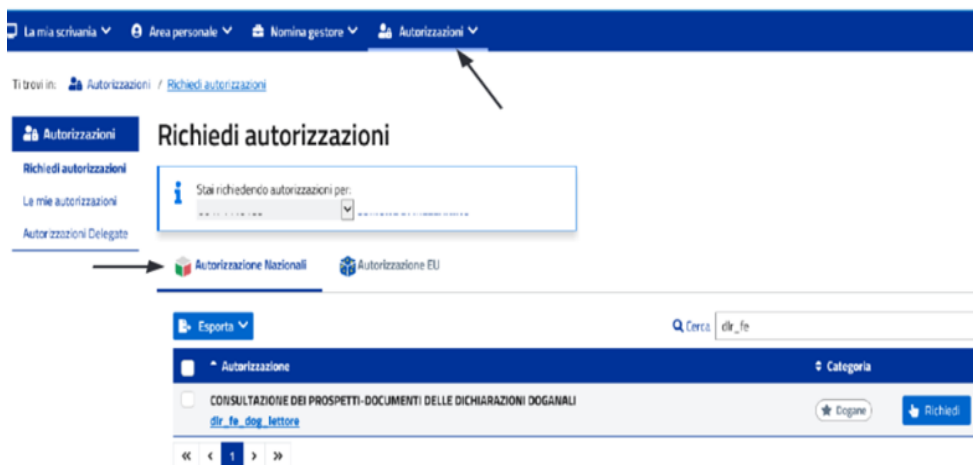 La mia scrivania Area personale Nomina gestore Autorizzazioni
Ti trovi in: Autorizzazioni / Richiedi autorizzazioni
Autorizzazioni
Richiedi autorizzazioni
Le mie autorizzazioni
Autorizzazioni Delegate
Richiedi autorizzazioni
Stai richiedendo autorizzazioni per:
Autorizzazione Nazionali Autorizzazione EU
Esporta Cerca dlr_fe
Autorizzazione Categoria
CONSULTAZIONE DEI PROSPETTI-DOCUMENTI DELLE DICHIARAZIONI DOGANALI
dlr_fe_dog_lettore
Dogane Richiedi
« ‹ 1 › »